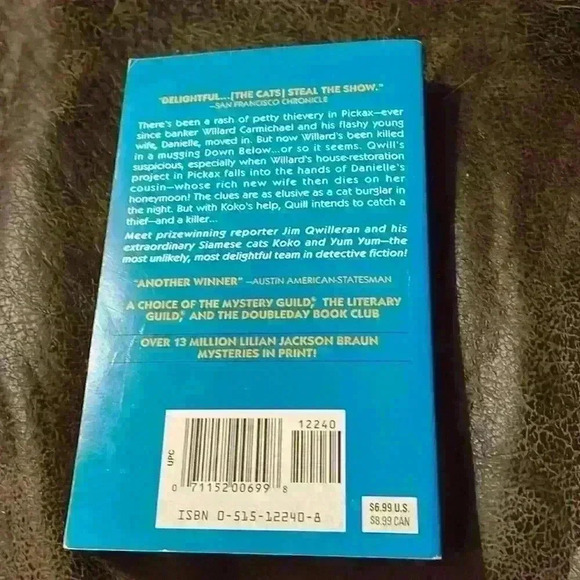 "DELIGHTFUL...[THE CATS] STEAL THE SHOW."
—SAN FRANCISCO CHRONICLE
There's been a rash of petty thievery in Pickax—ever
since banker Willard Carmichael and his flashy young
wife, Danielle, moved in. But now Willard's been killed
in a mugging Down Below...or so it seems. Qwill's
suspicious, especially when Willard's house-restoration
project in Pickax falls into the hands of Danielle's
cousin—whose rich new wife then dies on her
honeymoon! The clues are as elusive as a cat burglar in
the night. But with Koko's help, Quill intends to catch a
thief—and a killer...
Meet prizewinning reporter Jim Qwilleran and his
extraordinary Siamese cats Koko and Yum Yum—the
most unlikely, most delightful team in detective fiction!
"ANOTHER WINNER" —AUSTIN AMERICAN-STATESMAN
A CHOICE OF THE MYSTERY GUILD,® THE LITERARY
GUILD,® AND THE DOUBLEDAY BOOK CLUB
OVER 13 MILLION LILIAN JACKSON BRAUN
MYSTERIES IN PRINT!
12240
UPC
0 7115200699 8
ISBN 0-515-12240-8
$6.99 U.S.
$8.99 CAN